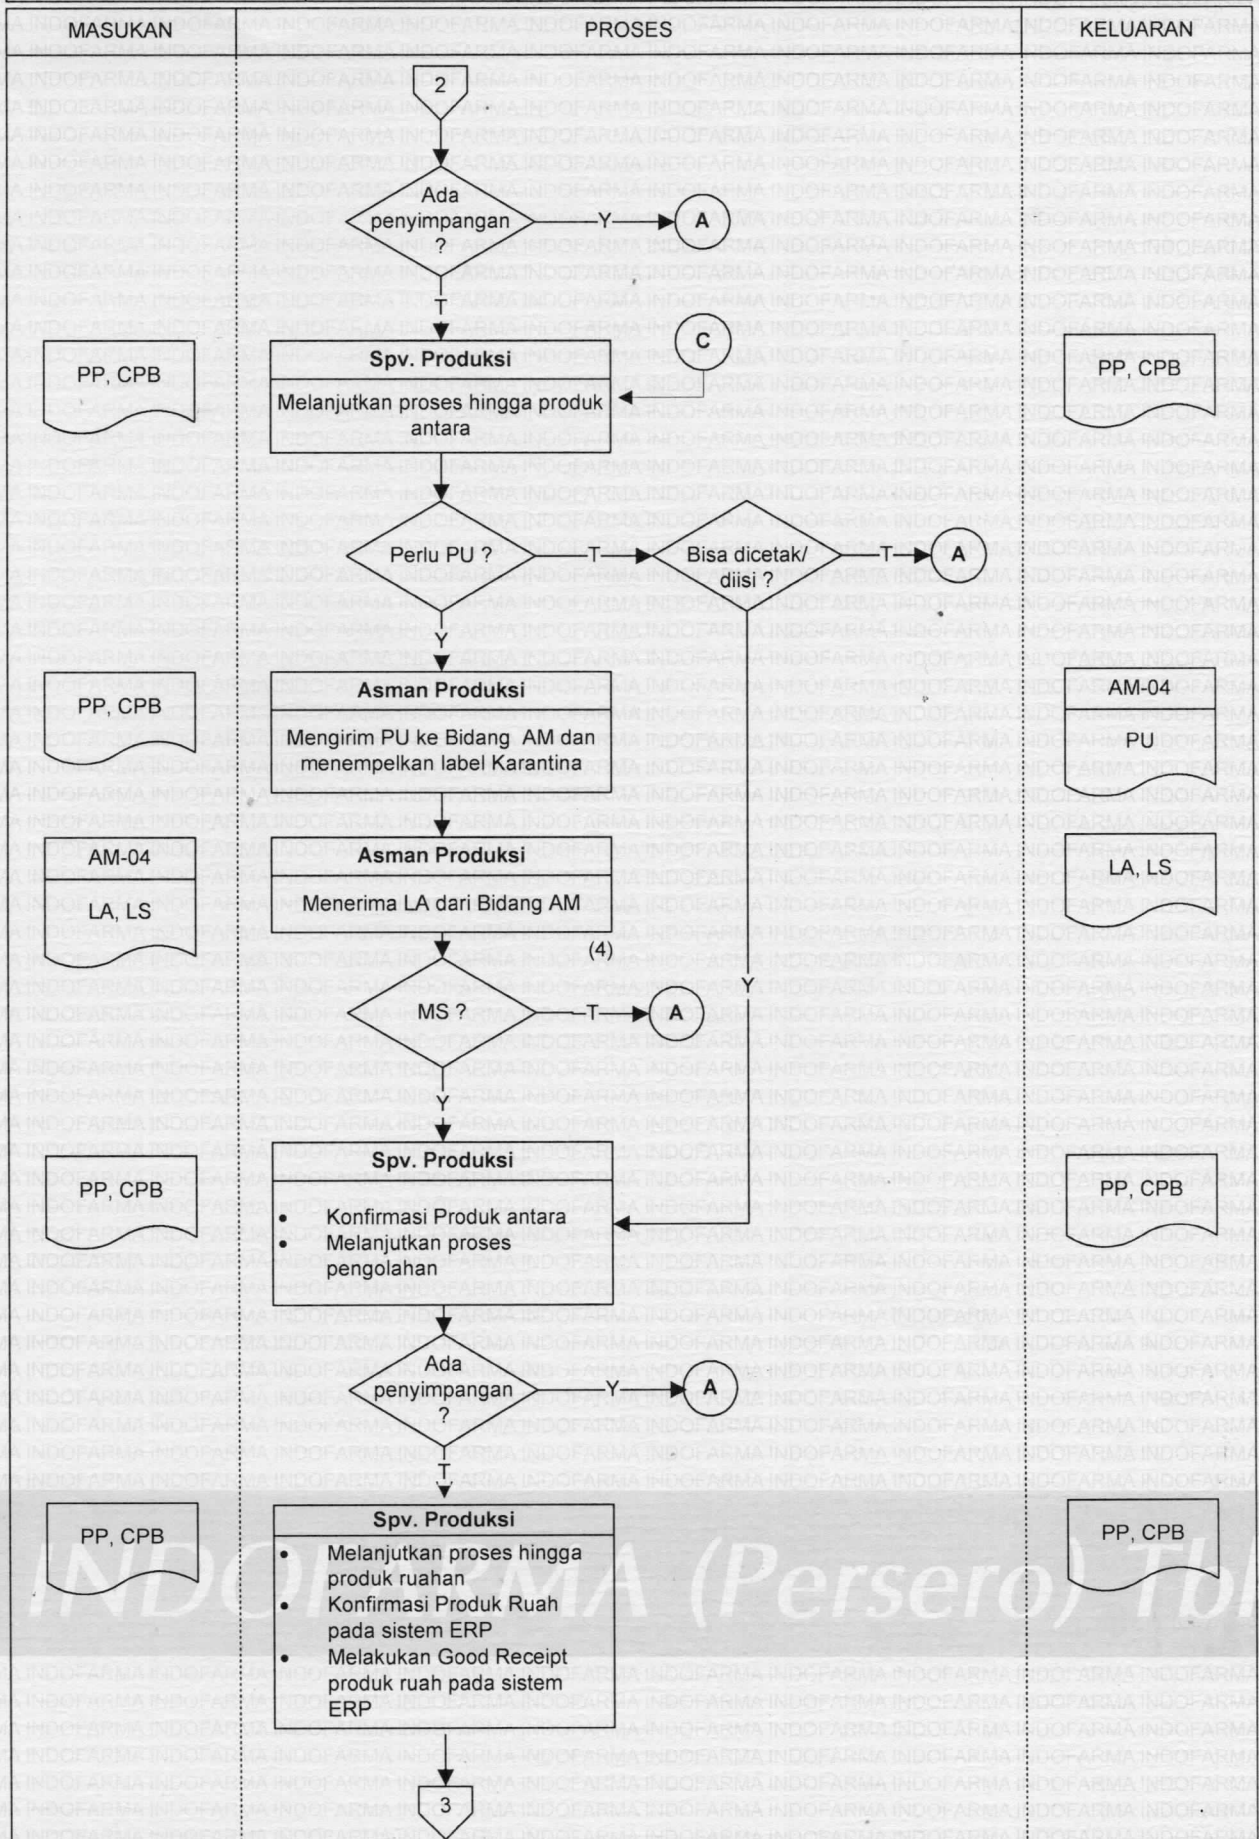 MASUKAN
PROSES
KELUARAN
2
Ada
penyimpangan
?
Y
A
T
C
PP, CPB
Spv. Produksi
Melanjutkan proses hingga produk
antara
PP, CPB
Perlu PU ?
T
Bisa dicetak/
diisi ?
T
A
Y
PP, CPB
Asman Produksi
Mengirim PU ke Bidang AM dan
menempelkan label Karantina
AM-04
PU
AM-04
LA, LS
Asman Produksi
Menerima LA dari Bidang AM
LA, LS
(4)
MS ?
T
A
Y
Y
PP, CPB
Spv. Produksi
• Konfirmasi Produk antara
Melanjutkan proses
pengolahan
PP, CPB
Ada
penyimpangan
?
Y
A
T
PP, CPB
Spv. Produksi
• Melanjutkan proses hingga
produk ruahan
• Konfirmasi Produk Ruah
pada sistem ERP
• Melakukan Good Receipt
produk ruah pada sistem
ERP
PP, CPB
INDOFARMA (Persero) Tb
3